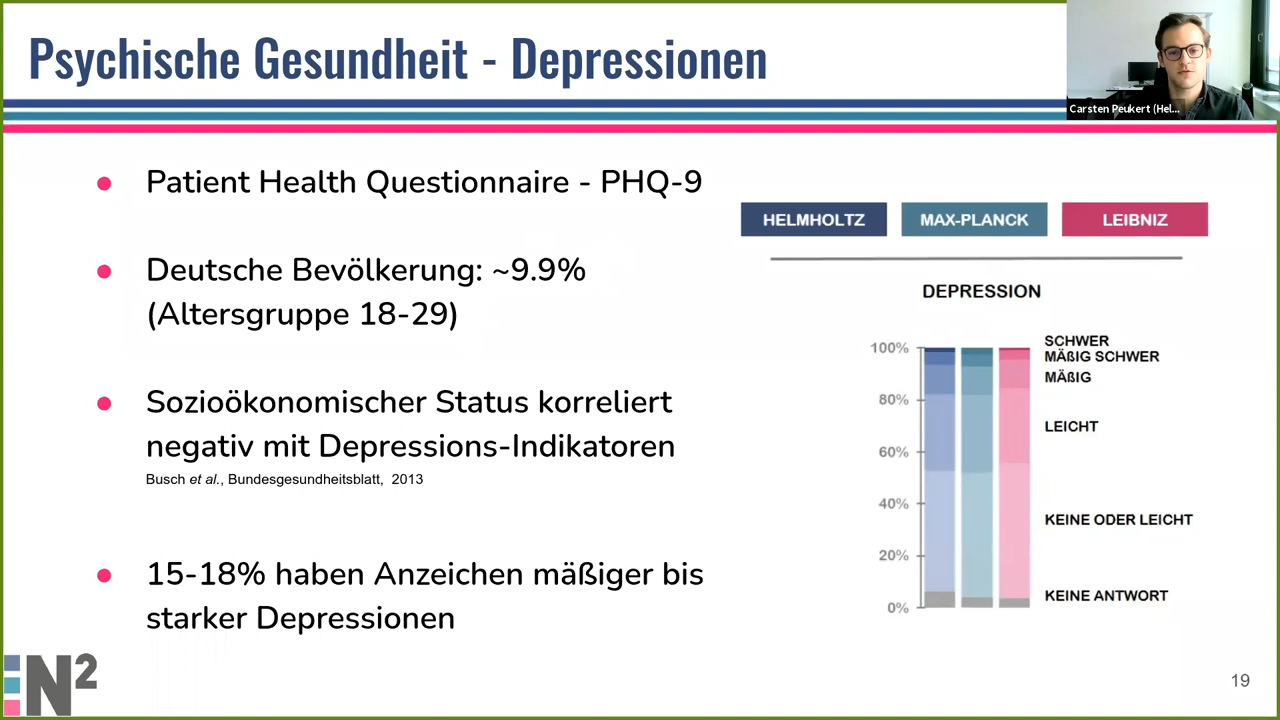 Psychische Gesundheit - Depressionen
Carsten Peukert (Hel...
Patient Health Questionnaire - PHQ-9
Deutsche Bevölkerung: ~9.9%
(Altersgruppe 18-29)
Sozioökonomischer Status korreliert
negativ mit Depressions-Indikatoren
Busch et al., Bundesgesundheitsblatt, 2013
15-18% haben Anzeichen mäßiger bis
starker Depressionen
HELMHOLTZ
MAX-PLANCK
LEIBNIZ
DEPRESSION
100%
80%
60%
40%
20%
0%
SCHWER
MÄßIG SCHWER
MÄßIG
LEICHT
KEINE ODER LEICHT
KEINE ANTWORT
N²
19